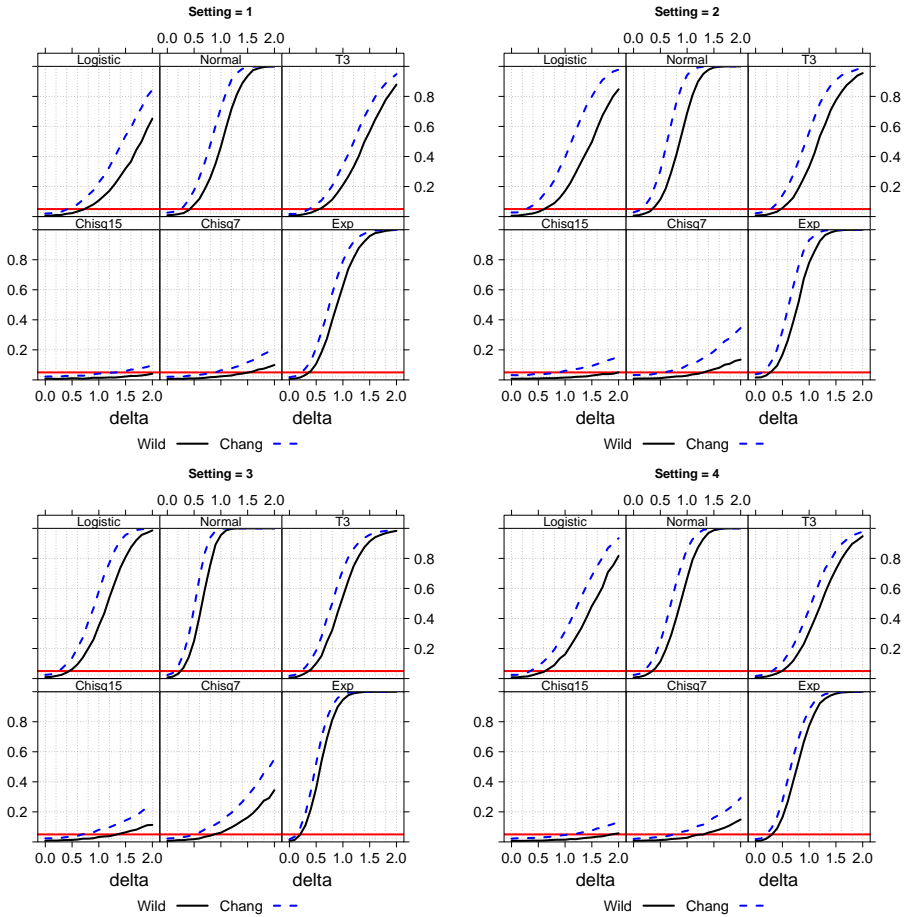 Setting = 1
0.0 0.5 1.0 1.5 2.0
Logistic Normal T3
0.8
0.6
0.4
0.2
Chisq15 Chisq7 Exp
0.8
0.6
0.4
0.2
0.0 0.5 1.0 1.5 2.0 0.0 0.5 1.0 1.5 2.0
delta delta
Wild Chang
Setting = 2
0.0 0.5 1.0 1.5 2.0
Logistic Normal T3
0.8
0.6
0.4
0.2
Chisq15 Chisq7 Exp
0.8
0.6
0.4
0.2
0.0 0.5 1.0 1.5 2.0 0.0 0.5 1.0 1.5 2.0
delta delta
Wild Chang
Setting = 3
0.0 0.5 1.0 1.5 2.0
Logistic Normal T3
0.8
0.6
0.4
0.2
Chisq15 Chisq7 Exp
0.8
0.6
0.4
0.2
0.0 0.5 1.0 1.5 2.0 0.0 0.5 1.0 1.5 2.0
delta delta
Wild Chang
Setting = 4
0.0 0.5 1.0 1.5 2.0
Logistic Normal T3
0.8
0.6
0.4
0.2
Chisq15 Chisq7 Exp
0.8
0.6
0.4
0.2
0.0 0.5 1.0 1.5 2.0 0.0 0.5 1.0 1.5 2.0
delta delta
Wild Chang